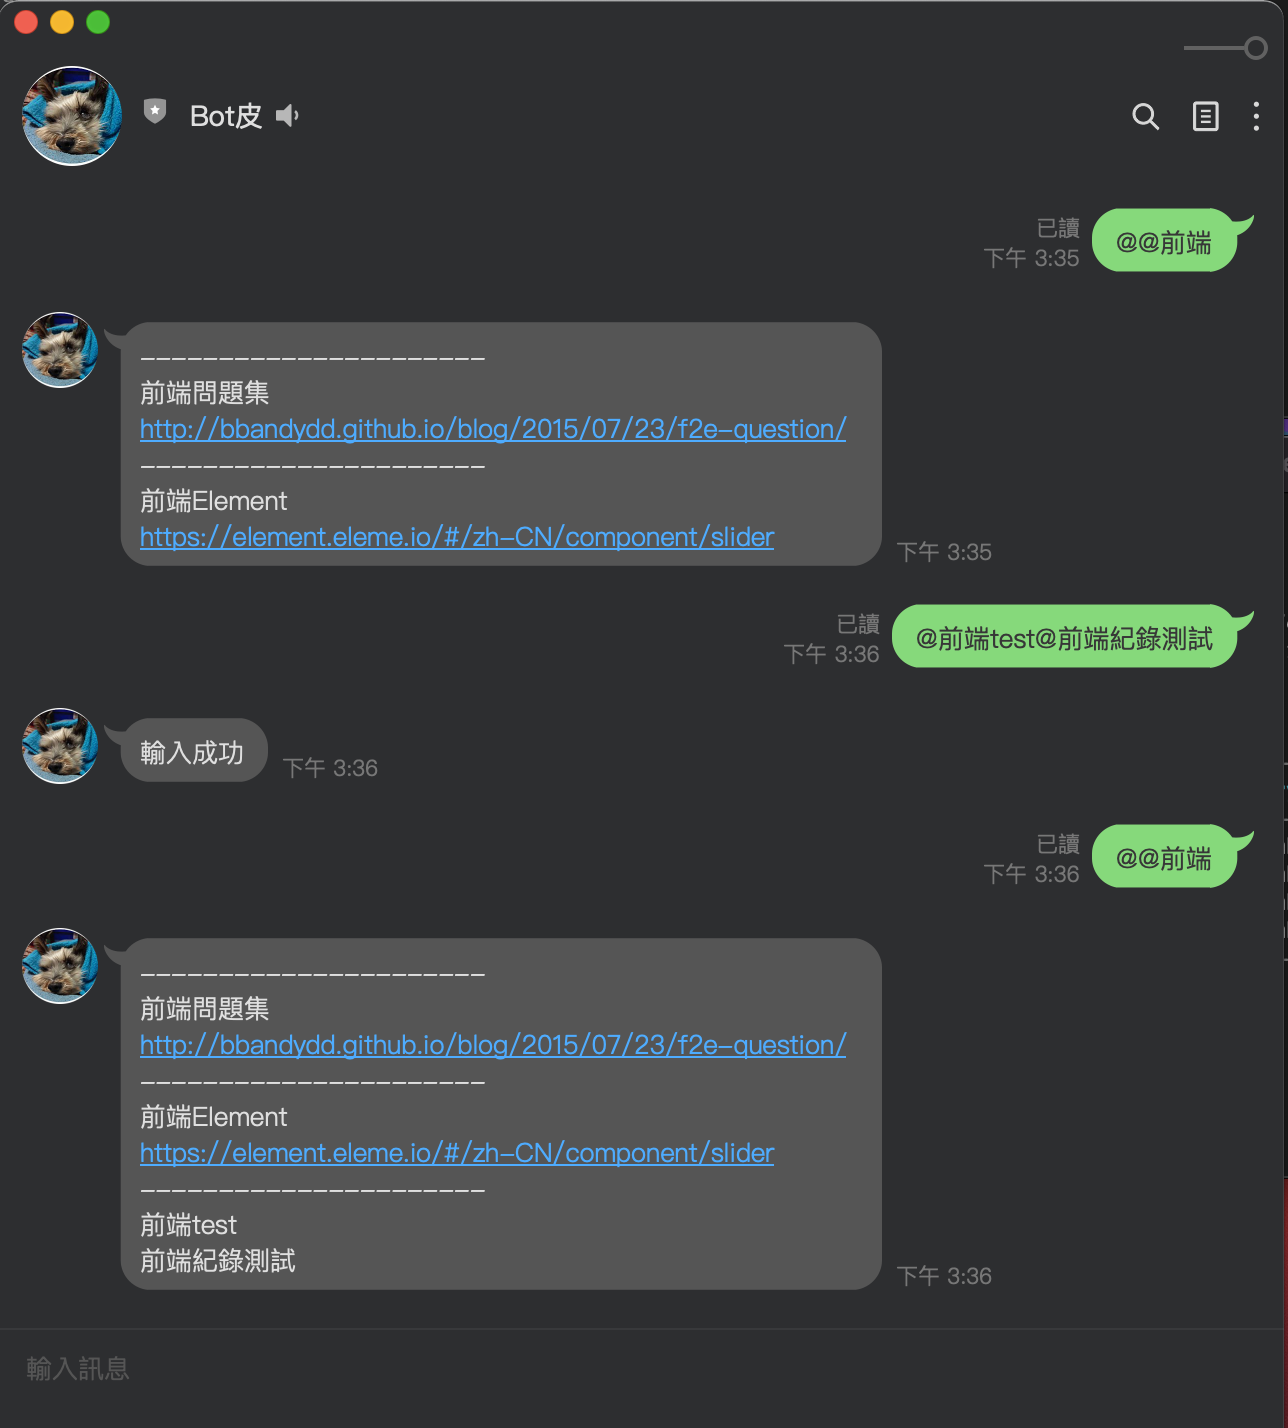 Bot皮
已讀
下午 3:35
@@前端
----------------------
前端問題集
http://bbandydd.github.io/blog/2015/07/23/f2e-question/
----------------------
前端Element
https://element.eleme.io/#/zh-CN/component/slider
下午 3:35
已讀
下午 3:36
@前端test@前端紀錄測試
輸入成功
下午 3:36
已讀
下午 3:36
@@前端
----------------------
前端問題集
http://bbandydd.github.io/blog/2015/07/23/f2e-question/
----------------------
前端Element
https://element.eleme.io/#/zh-CN/component/slider
----------------------
前端test
前端紀錄測試
下午 3:36
輸入訊息